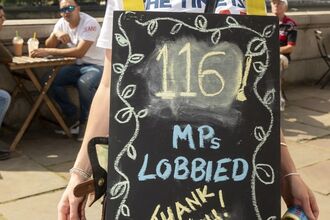 116
MPs
LOBBIED
THANK